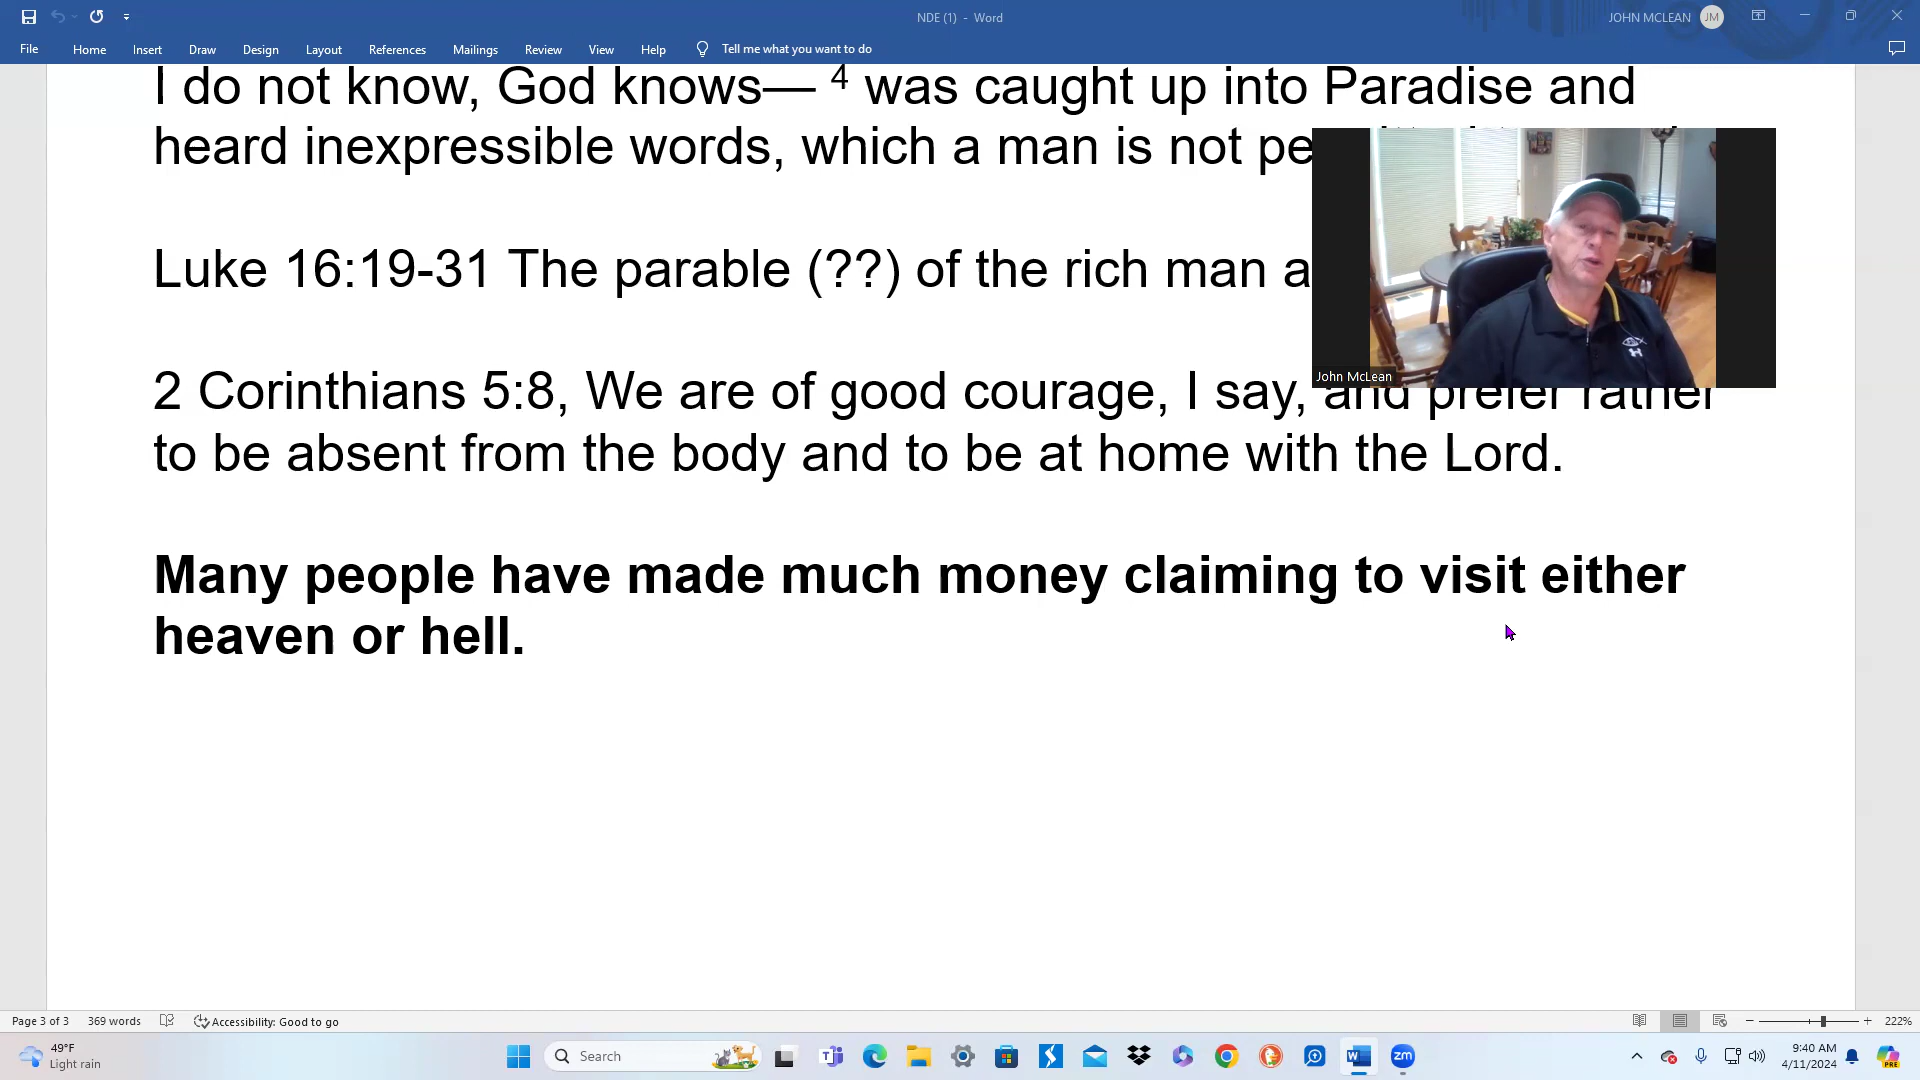 NDE (1) - Word
JOHN MCLEAN JM
File Home Insert Draw Design Layout References Mailings Review View Help Tell me what you want to do
I do not know, God knows— 4 was caught up into Paradise and
heard inexpressible words, which a man is not
Luke 16:19-31 The parable (??) of the rich man
John McLean
2 Corinthians 5:8, We are of good courage, I say, and prefer rather
to be absent from the body and to be at home with the Lord.
Many people have made much money claiming to visit either
heaven or hell.
Page 3 of 3 369 words Accessibility: Good to go 222%
49°F
Light rain
Search
zm
9:40 AM
4/11/2024
PRE